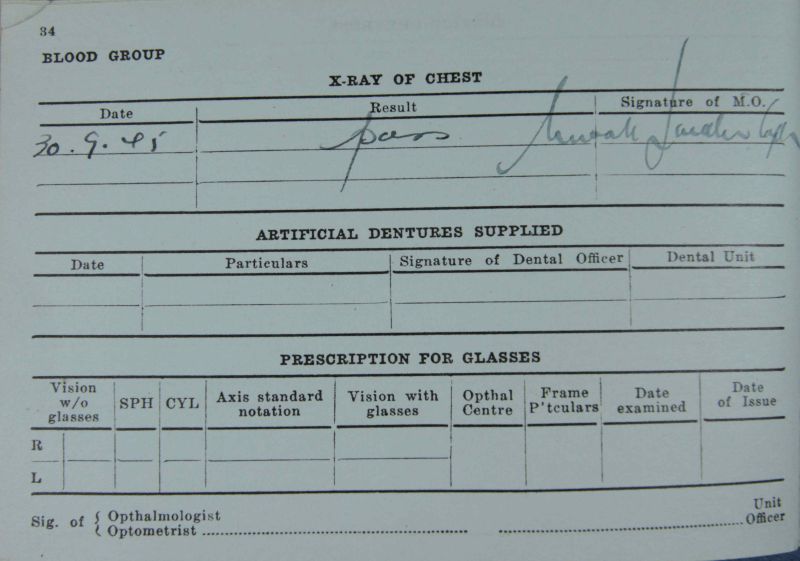 34
BLOOD GROUP
X-RAY OF CHEST
Date Result Signature of M.O.
30.9.45 pass
ARTIFICIAL DENTURES SUPPLIED
Date Particulars Signature of Dental Officer Dental Unit
PRESCRIPTION FOR GLASSES
Vision w/o glasses SPH CYL Axis standard notation Vision with glasses Opthal Centre Frame P'tculars Date examined Date of Issue
R
L
Sig. of { Opthalmologist
Optometrist
Unit Officer